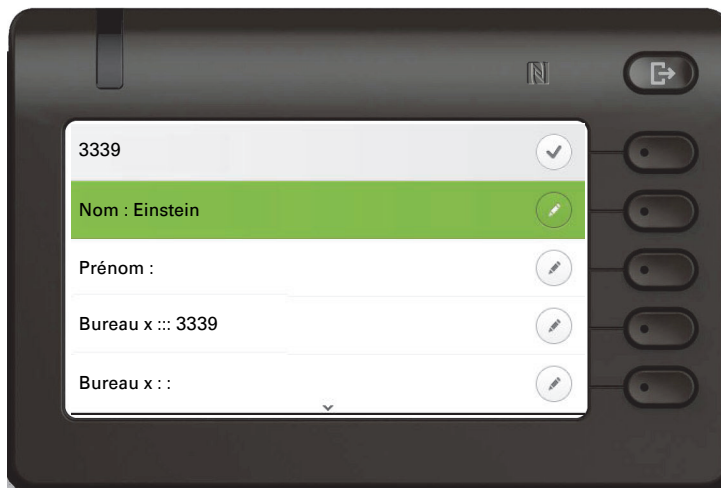 3339
Nom : Einstein
Prénom :
Bureau x ::: 3339
Bureau x : :